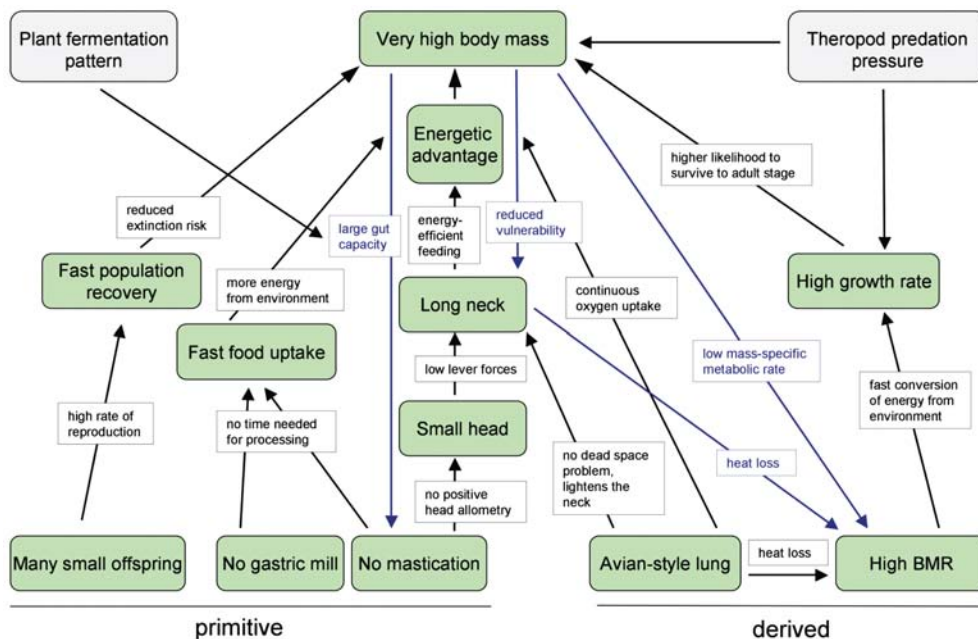 Plant fermentation
pattern
Very high body mass
Theropod predation
pressure
Energetic
advantage
higher likelihood to
survive to adult stage
reduced
extinction risk
large gut
capacity
energy-
efficient
feeding
reduced
vulnerability
Fast population
recovery
more energy
from environment
Long neck
continuous
oxygen uptake
High growth rate
Fast food uptake
low lever forces
low mass-specific
metabolic rate
fast conversion
of energy from
environment
high rate of
reproduction
no time needed
for processing
Small head
no dead space
problem,
lightens the
neck
heat loss
no positive
head allometry
Many small offspring
No gastric mill
No mastication
Avian-style lung
heat loss
High BMR
primitive
derived